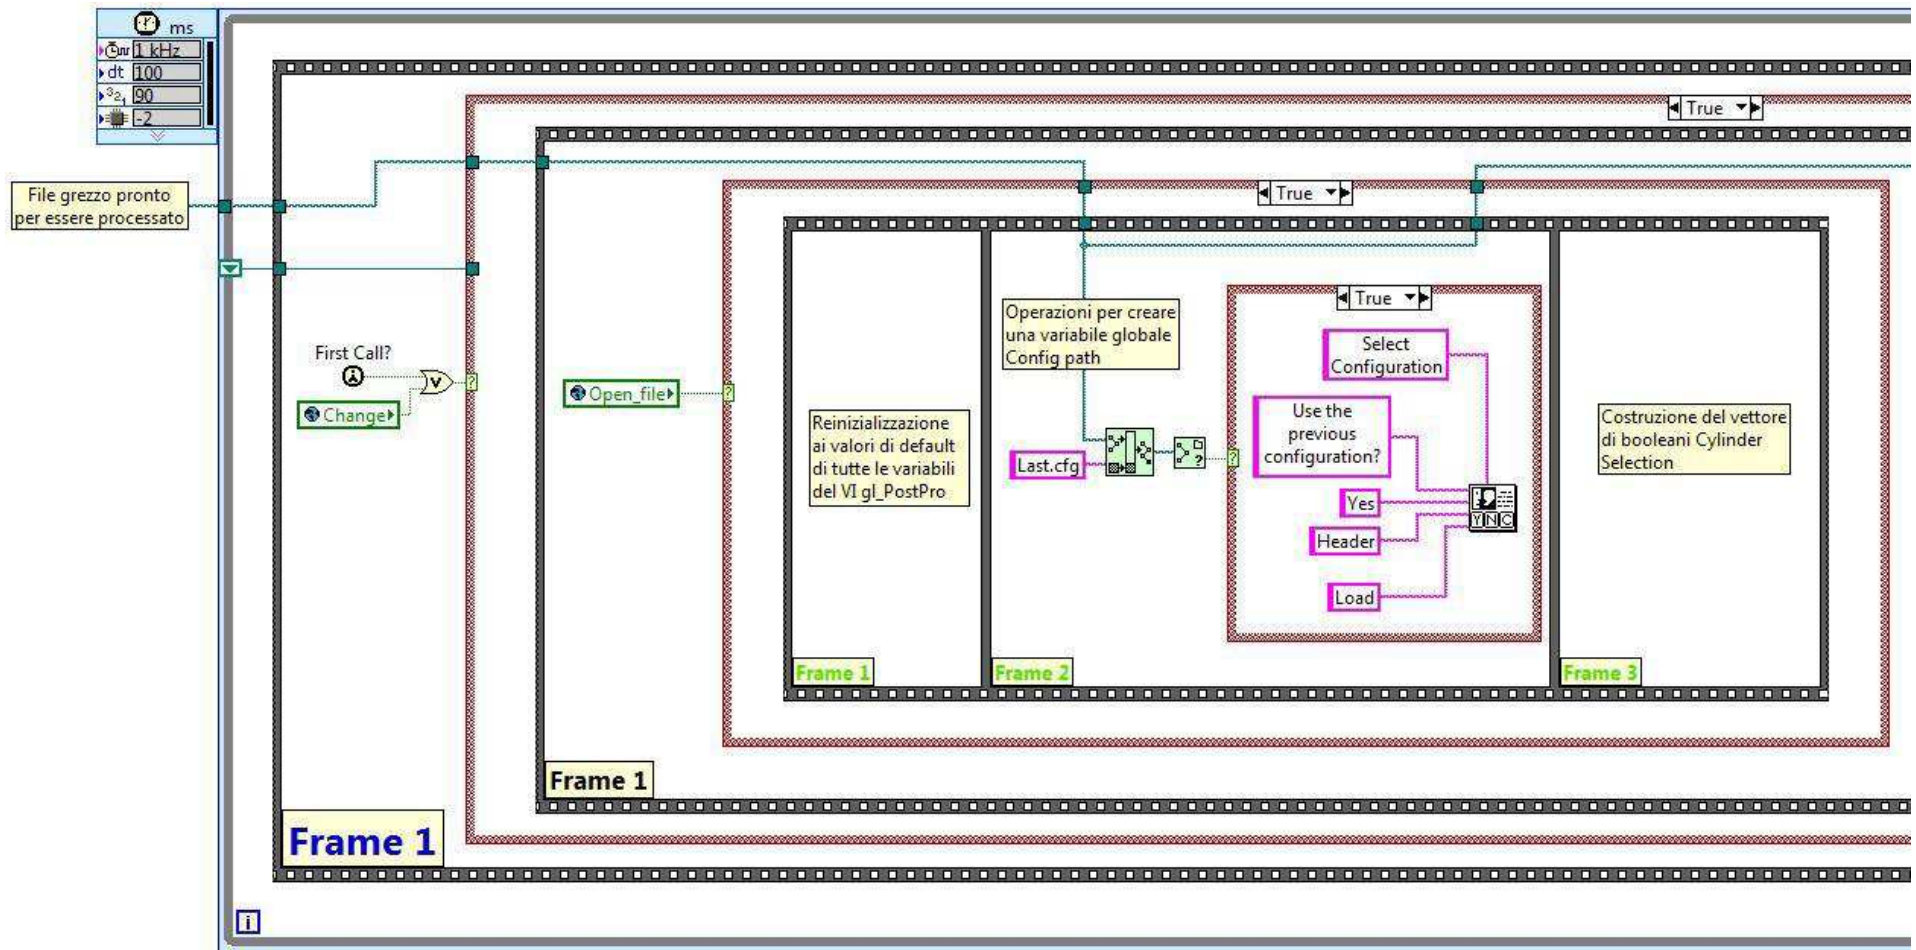 ms
1 kHz
dt 100
90
-2
True
File grezzo pronto
per essere processato
True
First Call?
Change
Open_file
Operazioni per creare
una variabile globale
Config path
True
Select
Configuration
Use the
previous
configuration?
Reinizializzazione
ai valori di default
di tutte le variabili
del VI gl_PostPro
Last.cfg
Yes
Header
Load
YNC
Costruzione del vettore
di booleani Cylinder
Selection
Frame 1
Frame 2
Frame 3
Frame 1
Frame 1
i